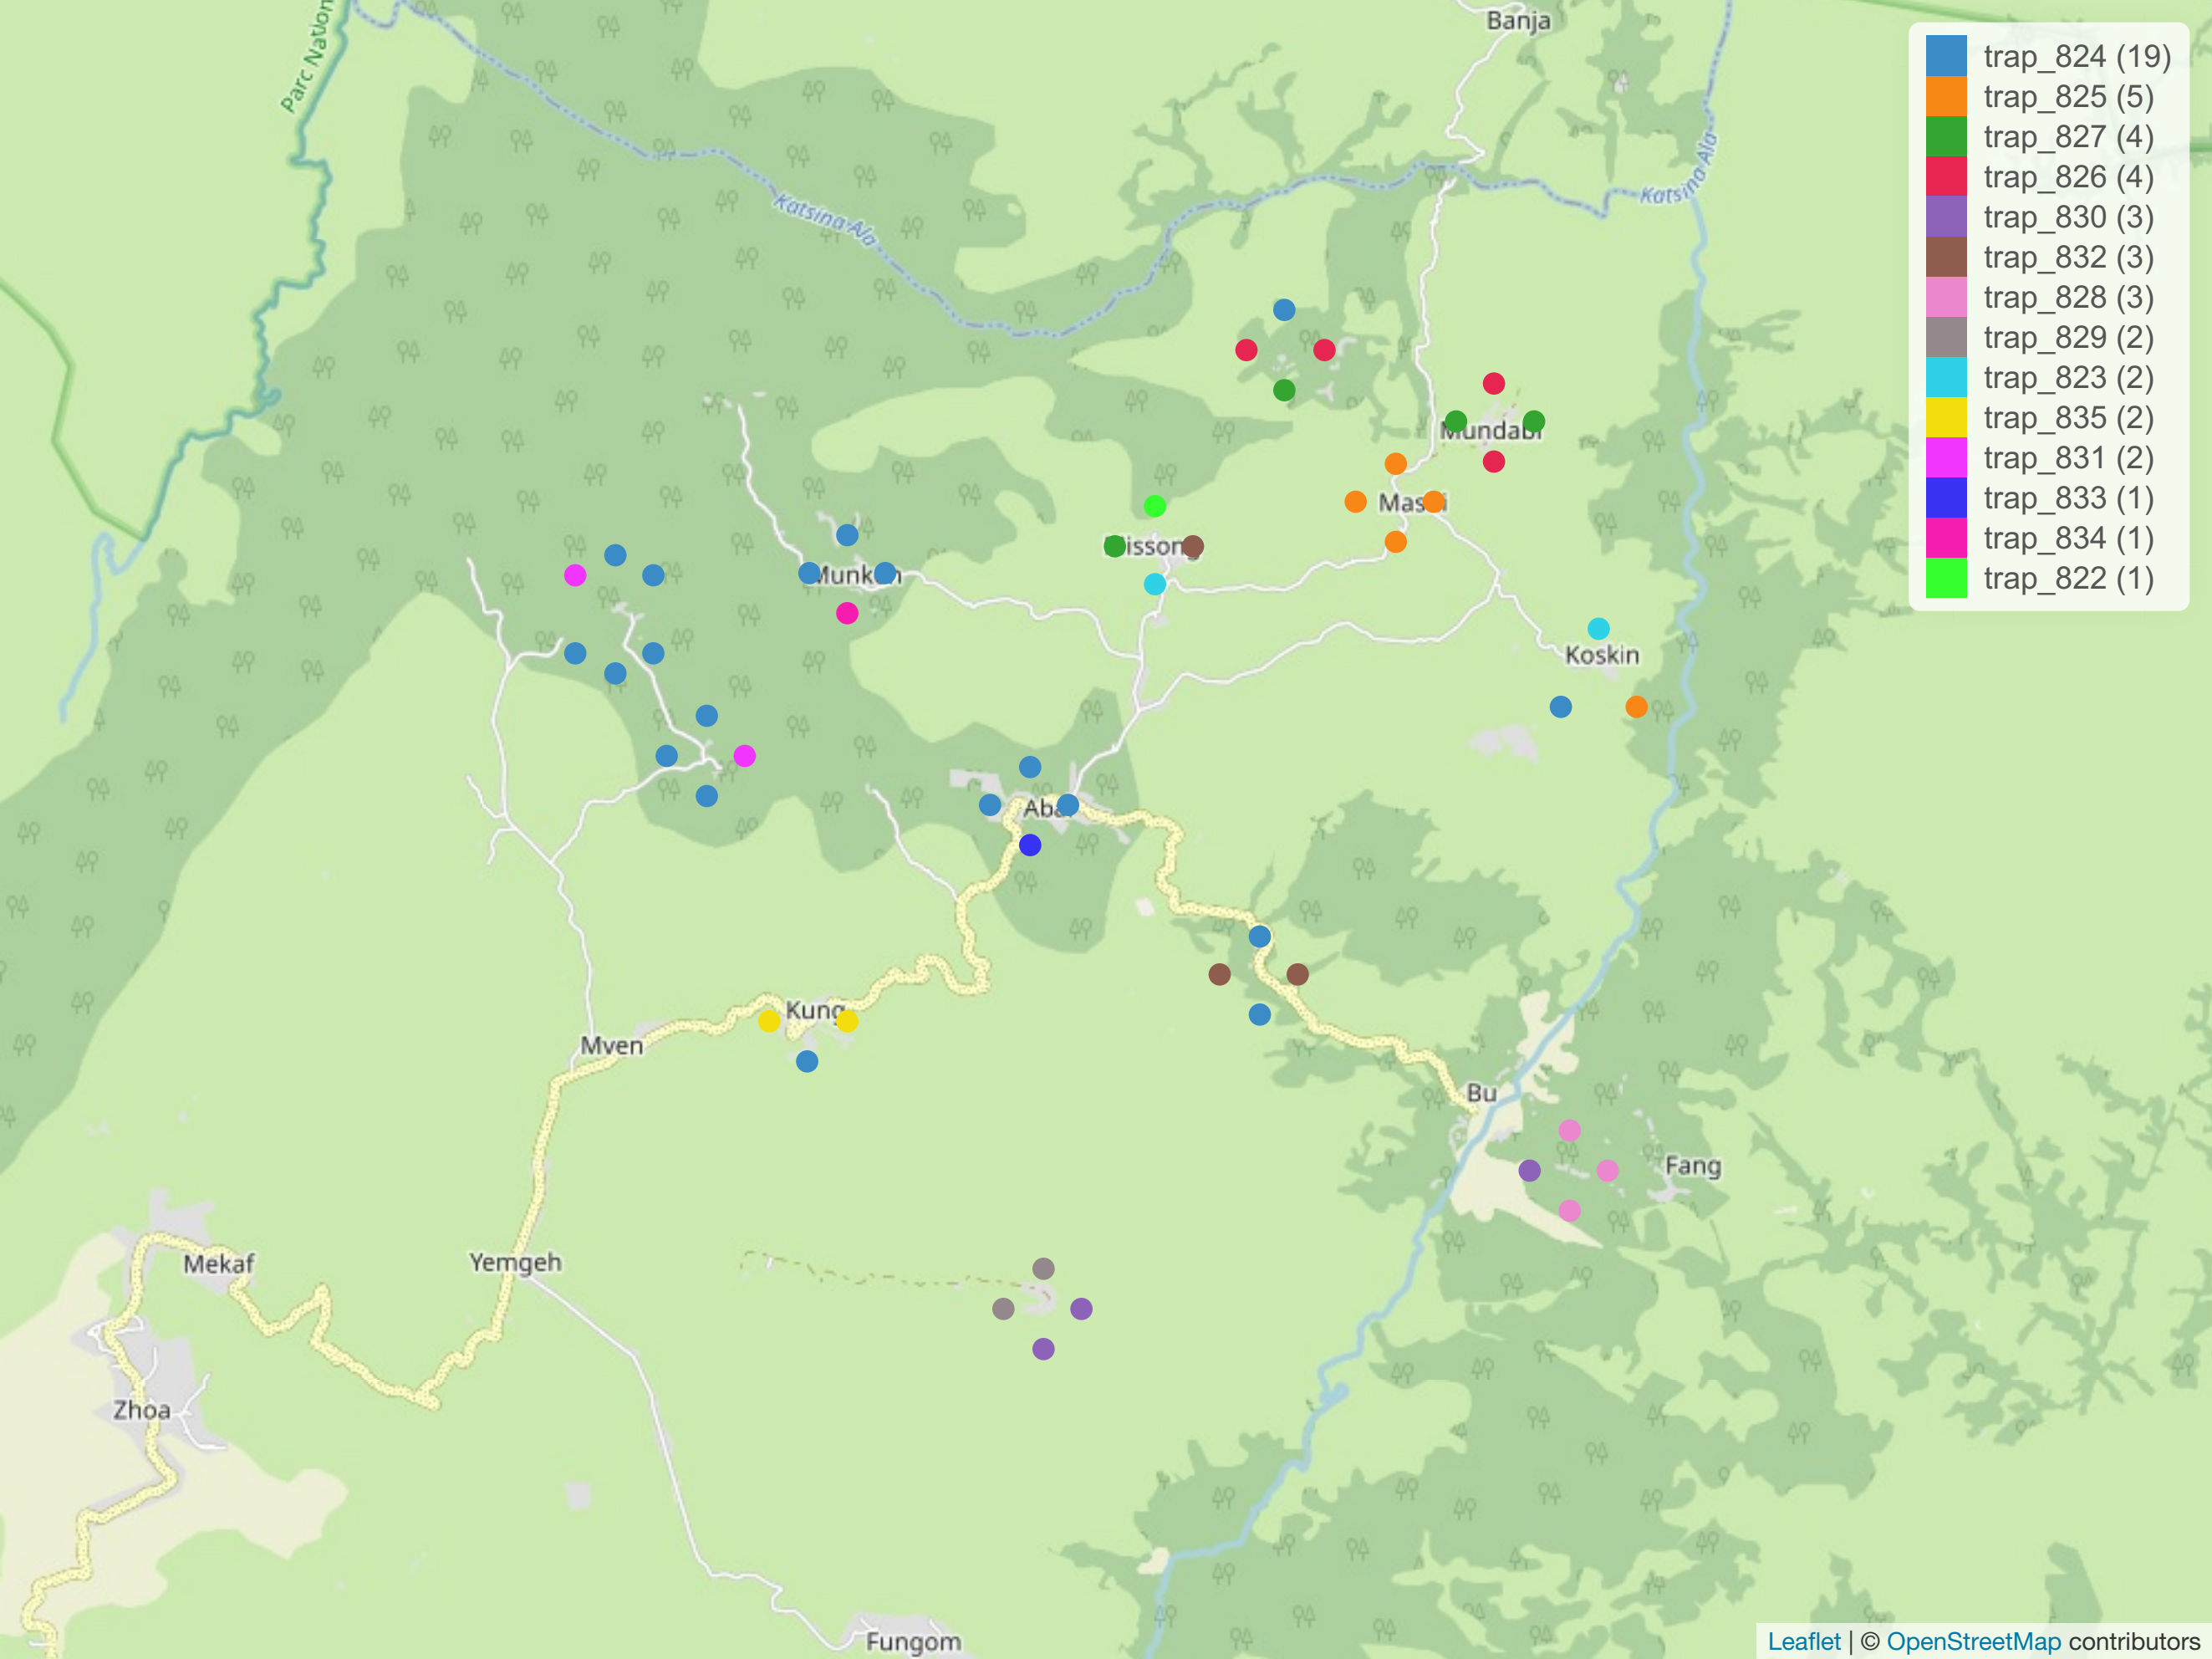 Banja
Parc Nation
Katsina-Ala
Katsina-Ala
trap_824 (19)
trap_825 (5)
trap_827 (4)
trap_826 (4)
trap_830 (3)
trap_832 (3)
trap_828 (3)
trap_829 (2)
trap_823 (2)
trap_835 (2)
trap_831 (2)
trap_833 (1)
trap_834 (1)
trap_822 (1)
Mundabi
Koskin
Kung
Mven
Bu
Fang
Mekaf
Yemgeh
Zhoa
Fungom
Leaflet | © OpenStreetMap contributors